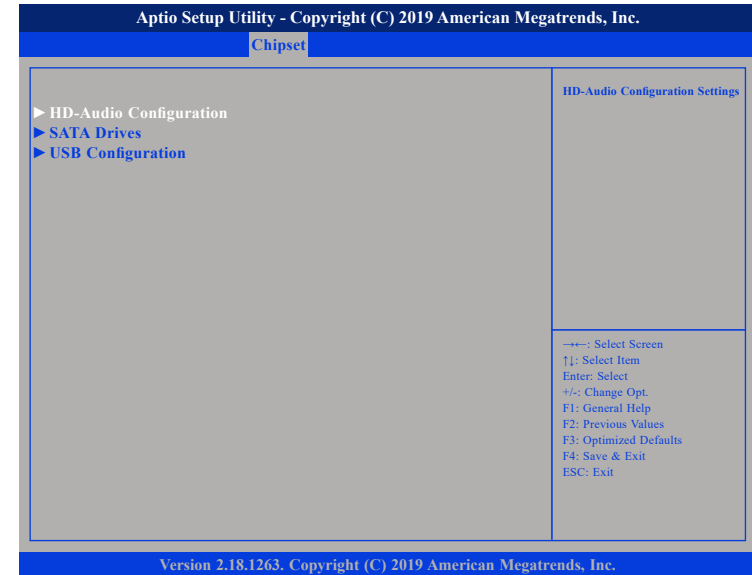 Aptio Setup Utility - Copyright (C) 2019 American Megatrends, Inc.
Chipset
► HD-Audio Configuration
► SATA Drives
► USB Configuration
HD-Audio Configuration Settings
→←: Select Screen
↑↓: Select Item
Enter: Select
+/-: Change Opt.
F1: General Help
F2: Previous Values
F3: Optimized Defaults
F4: Save & Exit
ESC: Exit
Version 2.18.1263. Copyright (C) 2019 American Megatrends, Inc.